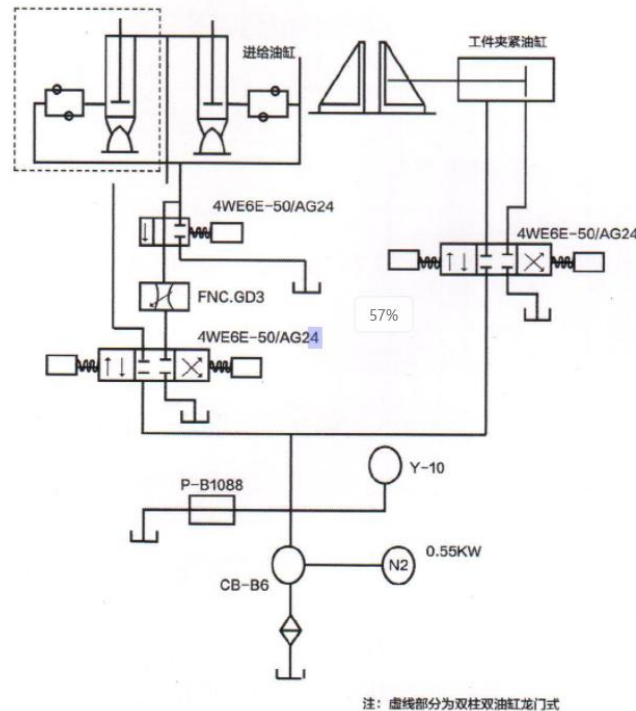 工件夹紧油缸
进给油缸
4WE6E-50/AG24
4WE6E-50/AG24
FNC.GD3
57%
4WE6E-50/AG24
Y-10
P-B1088
0.55KW
N2
CB-B6
注：虚线部分为双柱双油缸龙门式